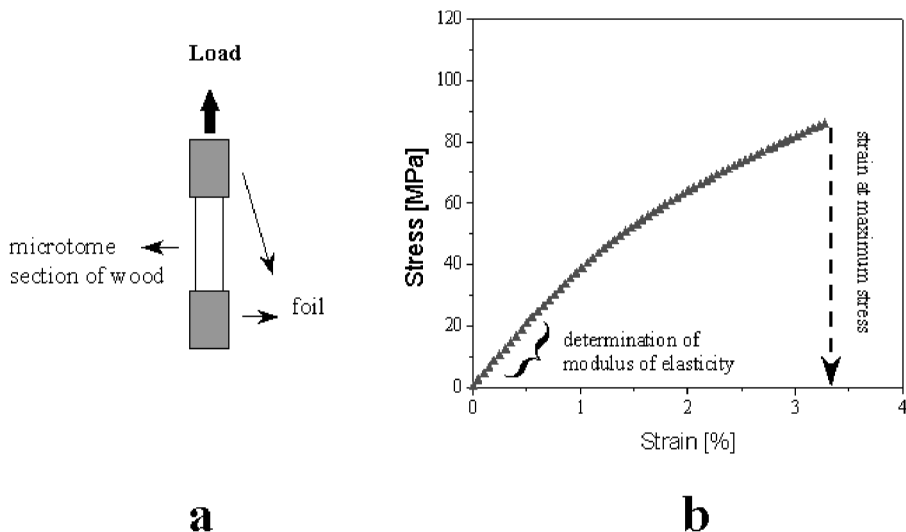 Load
microtome
section of wood
foil
a
Stress [MPa]
120
100
80
60
40
20
0
determination of
modulus of elasticity
strain at maximum
stress
0 1 2 3 4
Strain [%]
b